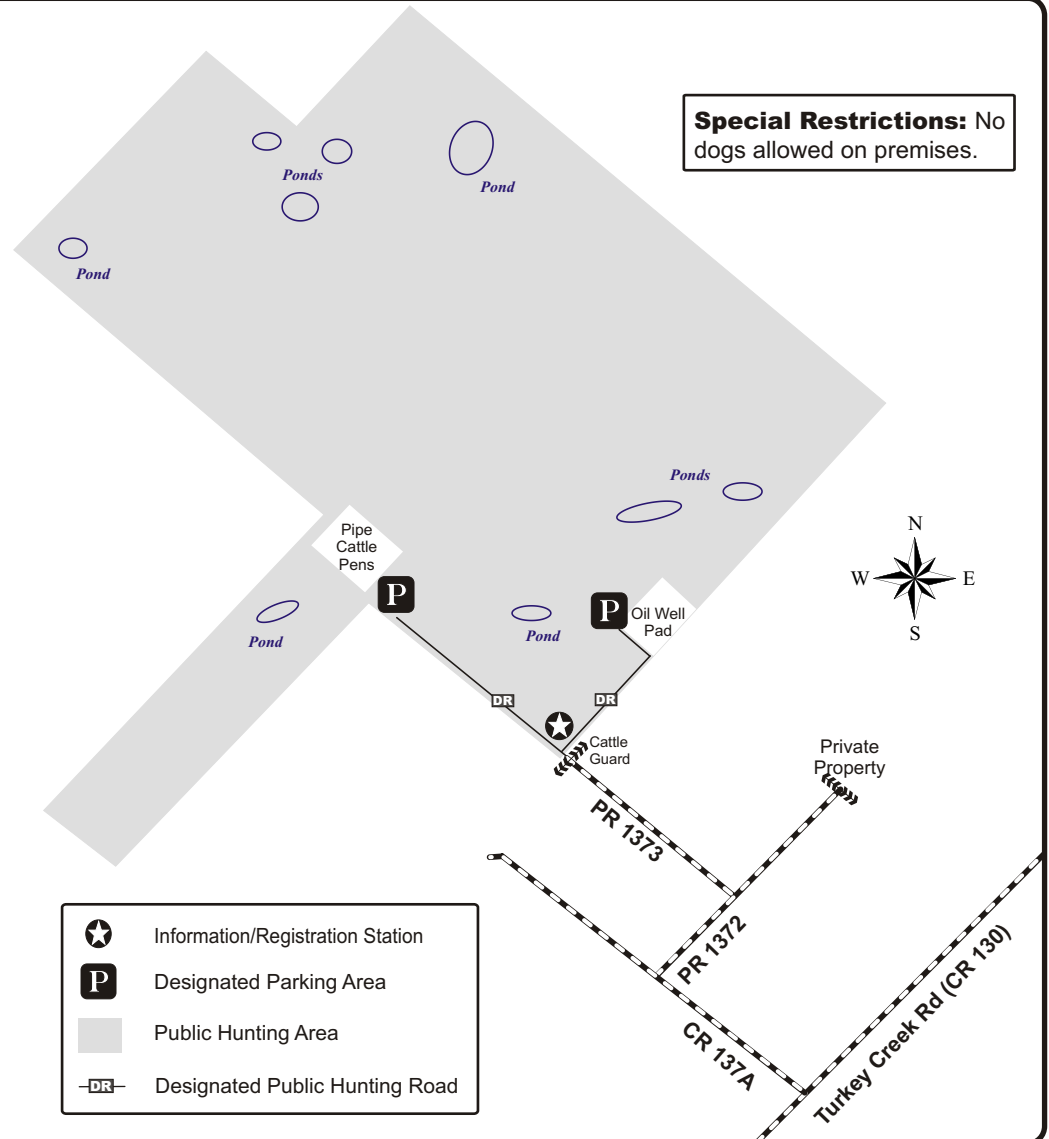 Special Restrictions: No
dogs allowed on premises.
Ponds
Pond
Pond
Ponds
Pipe
Cattle
Pens
P
P
Oil Well
Pad
Pond
Pond
N
W
E
S
DR
DR
Cattle
Guard
Private
Property
PR 1373
PR 1372
CR 137A
Turkey Creek Rd (CR 130)
Information/Registration Station
P Designated Parking Area
Public Hunting Area
DR Designated Public Hunting Road